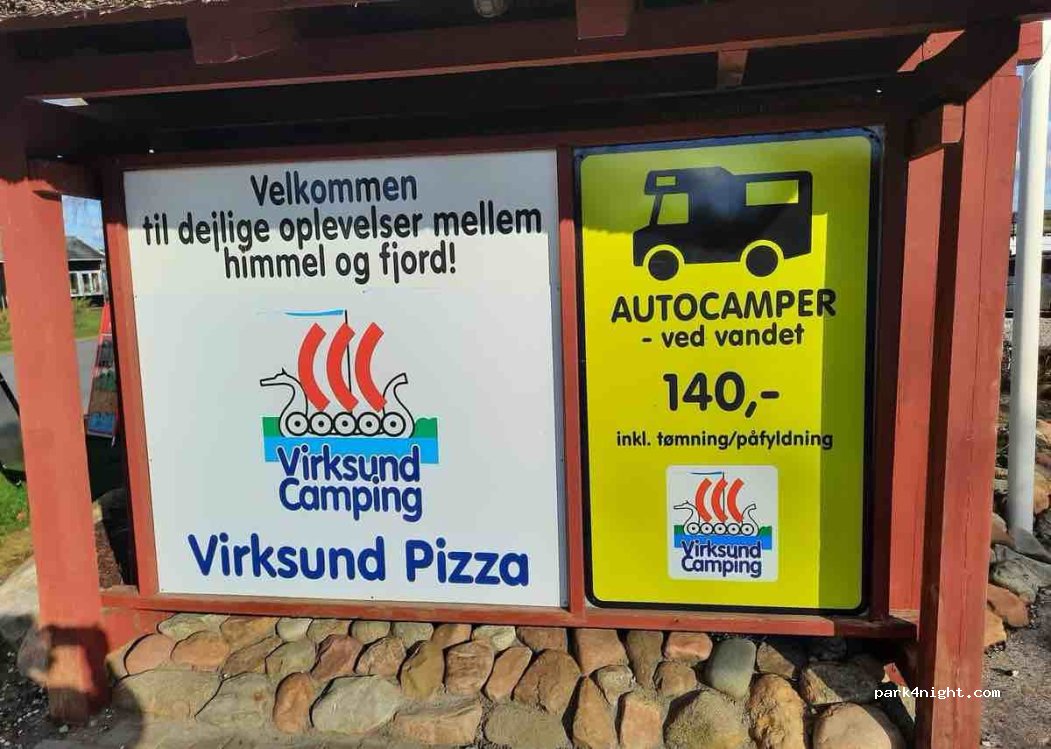 Velkommen
til dejlige oplevelser mellem
himmel og fjord!
Virksund
Camping
Virksund Pizza
AUTOCAMPER
- ved vandet
140,-
inkl. tømning/påfyldning
Virksund
Camping
park4night.com